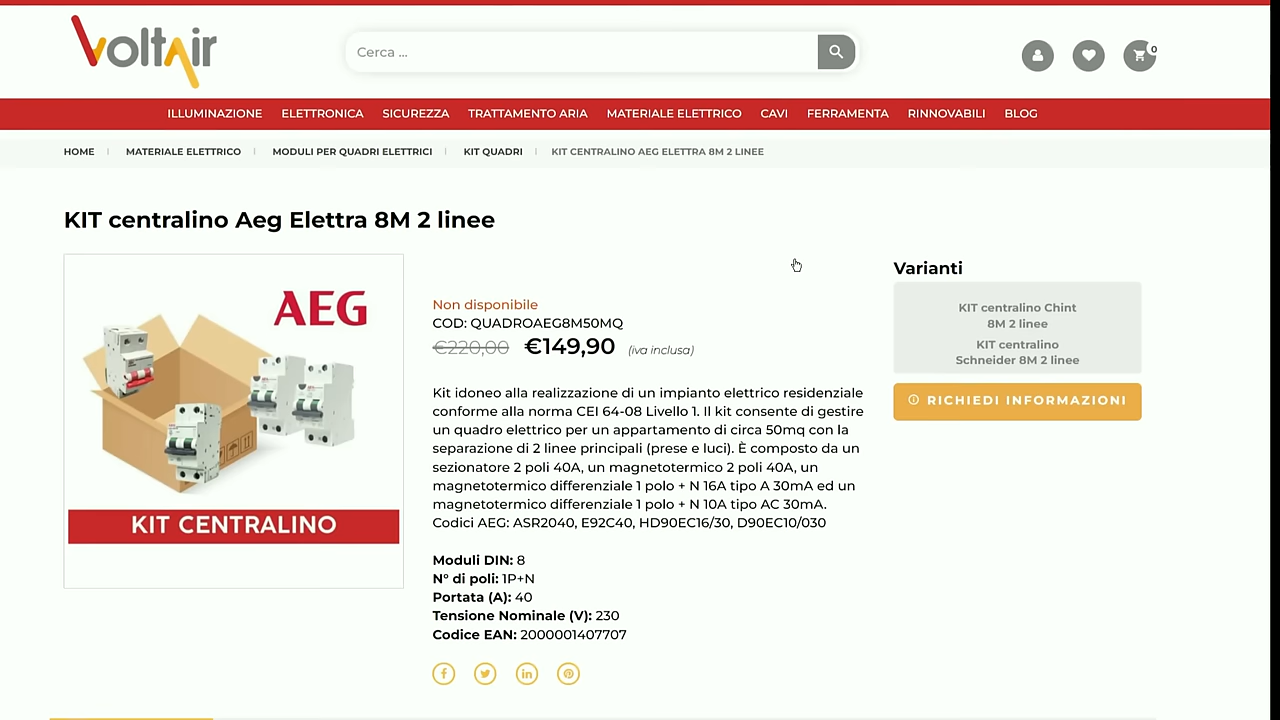 voltair
Cerca ...
0
ILLUMINAZIONE ELETTRONICA SICUREZZA TRATTAMENTO ARIA MATERIALE ELETTRICO CAVI FERRAMENTA RINNOVABILI BLOG
HOME MATERIALE ELETTRICO MODULI PER QUADRI ELETTRICI KIT QUADRI KIT CENTRALINO AEG ELETTRA 8M 2 LINEE
KIT centralino Aeg Elettra 8M 2 linee
AEG
KIT CENTRALINO
Non disponibile
COD: QUADROAEG8M50MQ
€220,00 €149,90 (iva inclusa)
Kit idoneo alla realizzazione di un impianto elettrico residenziale
conforme alla norma CEI 64-08 Livello 1. Il kit consente di gestire
un quadro elettrico per un appartamento di circa 50mq con la
separazione di 2 linee principali (prese e luci). È composto da un
sezionatore 2 poli 40A, un magnetotermico 2 poli 40A, un
magnetotermico differenziale 1 polo + N 16A tipo A 30mA ed un
magnetotermico differenziale 1 polo + N 10A tipo AC 30mA.
Codici AEG: ASR2040, E92C40, HD90EC16/30, D90EC10/030
Moduli DIN: 8
N° di poli: 1P+N
Portata (A): 40
Tensione Nominale (V): 230
Codice EAN: 2000001407707
Varianti
KIT centralino Chint
8M 2 linee
KIT centralino
Schneider 8M 2 linee
RICHIEDI INFORMAZIONI